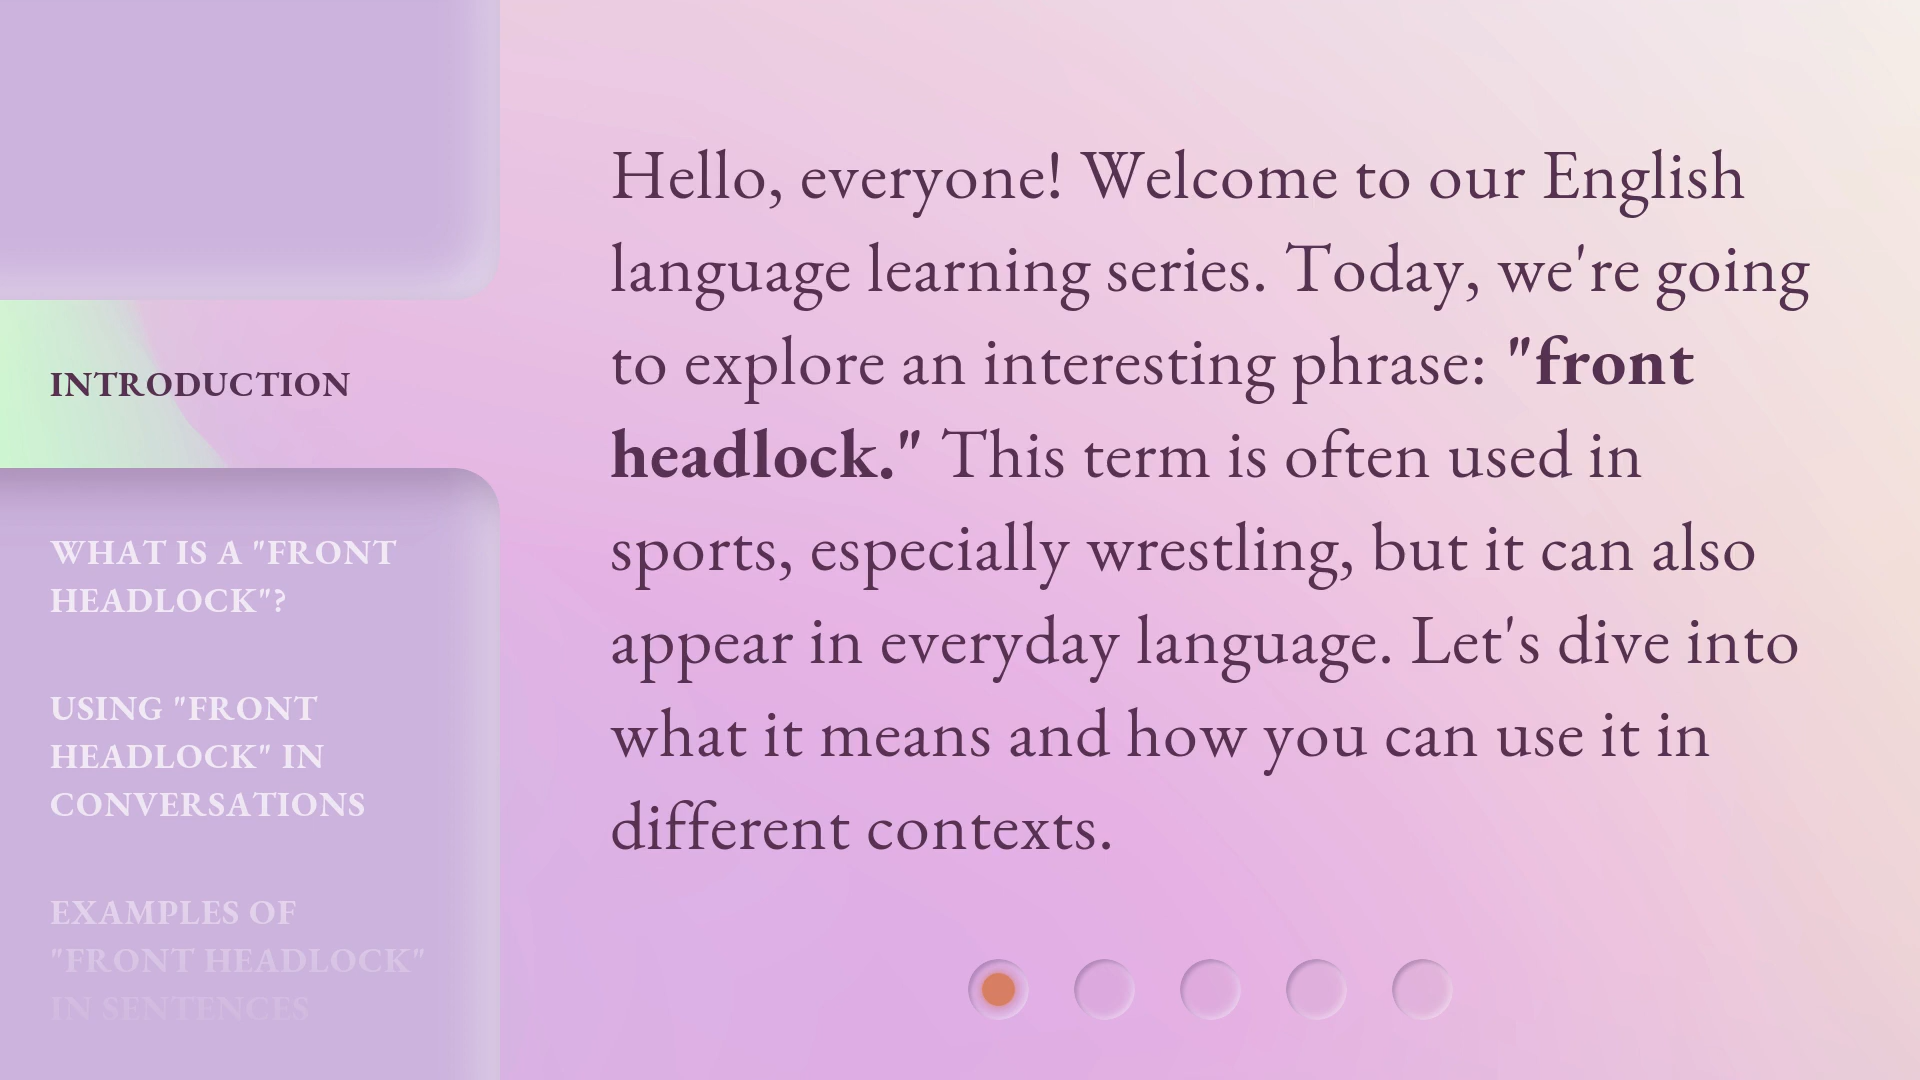 INTRODUCTION
WHAT IS A "FRONT
HEADLOCK"?
USING "FRONT
HEADLOCK" IN
CONVERSATIONS
EXAMPLES OF
"FRONT HEADLOCK"
IN SENTENCES
Hello, everyone! Welcome to our English
language learning series. Today, we're going
to explore an interesting phrase: "front
headlock." This term is often used in
sports, especially wrestling, but it can also
appear in everyday language. Let's dive into
what it means and how you can use it in
different contexts.